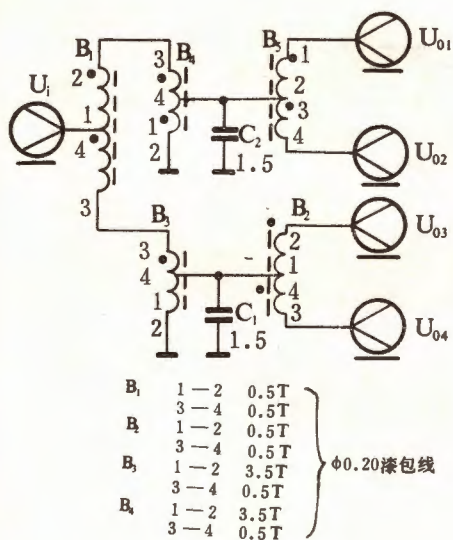 B₁
B₄
B₅
Uᵢ
2
1
4
3
3
4
1
2
C₂
1.5
1
2
3
4
U₀₁
U₀₂
B₃
3
4
1
2
C₁
1.5
B₂
2
1
4
3
U₀₃
U₀₄
B₁ 1—2 0.5T
3—4 0.5T
B₂ 1—2 0.5T
3—4 0.5T
B₃ 1—2 3.5T
3—4 0.5T
B₄ 1—2 3.5T
3—4 0.5T
φ0.20漆包线